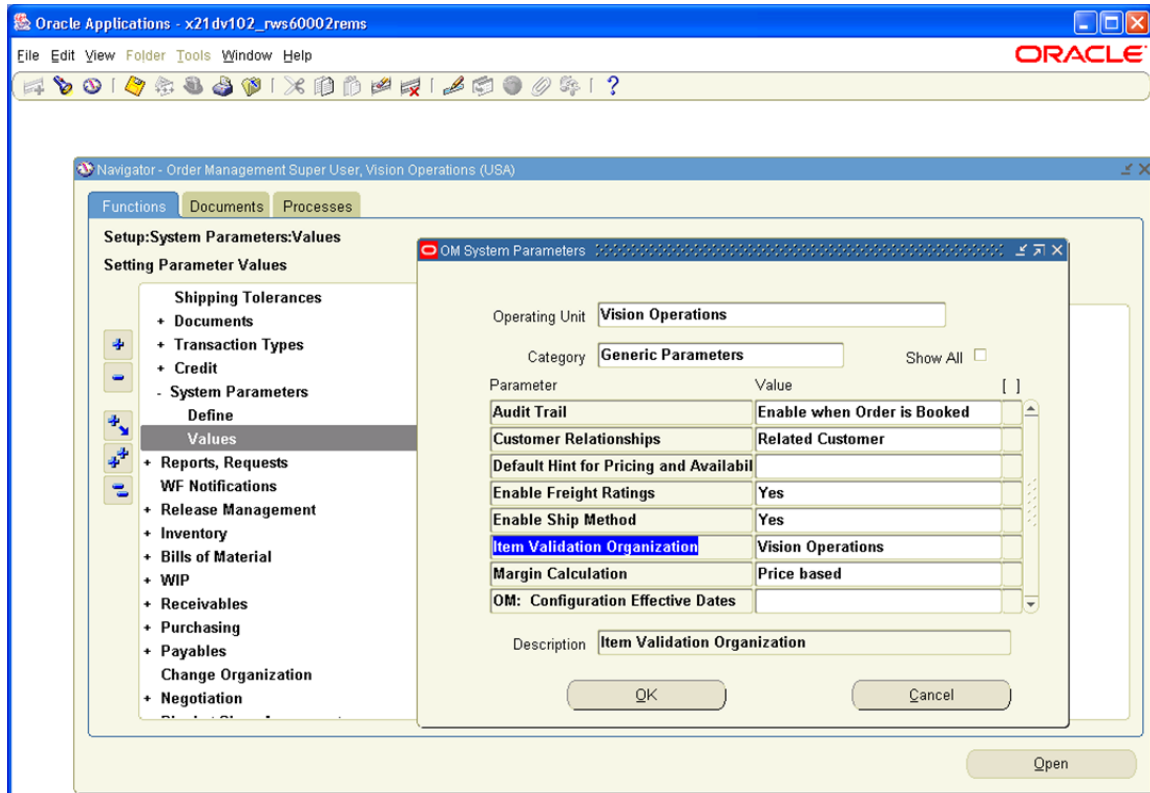 Oracle Applications - x21dv102_rws60002rems
File Edit View Folder Tools Window Help
ORACLE
Navigator - Order Management Super User, Vision Operations (USA)
Functions Documents Processes
Setup:System Parameters:Values
Setting Parameter Values
Shipping Tolerances
+ Documents
+ Transaction Types
+ Credit
- System Parameters
Define
Values
+ Reports, Requests
WF Notifications
+ Release Management
+ Inventory
+ Bills of Material
+ WIP
+ Receivables
+ Purchasing
+ Payables
Change Organization
+ Negotiation
OM System Parameters
Operating Unit Vision Operations
Category Generic Parameters Show All
Parameter Value [ ]
Audit Trail Enable when Order is Booked
Customer Relationships Related Customer
Default Hint for Pricing and Availabil
Enable Freight Ratings Yes
Enable Ship Method Yes
Item Validation Organization Vision Operations
Margin Calculation Price based
OM: Configuration Effective Dates
Description Item Validation Organization
OK Cancel
Open